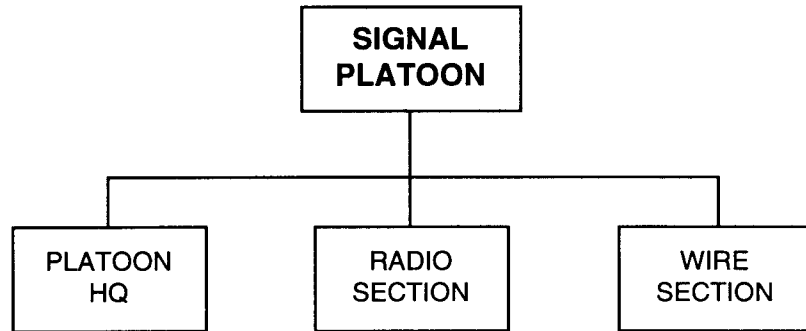 SIGNAL
PLATOON
PLATOON
HQ
RADIO
SECTION
WIRE
SECTION